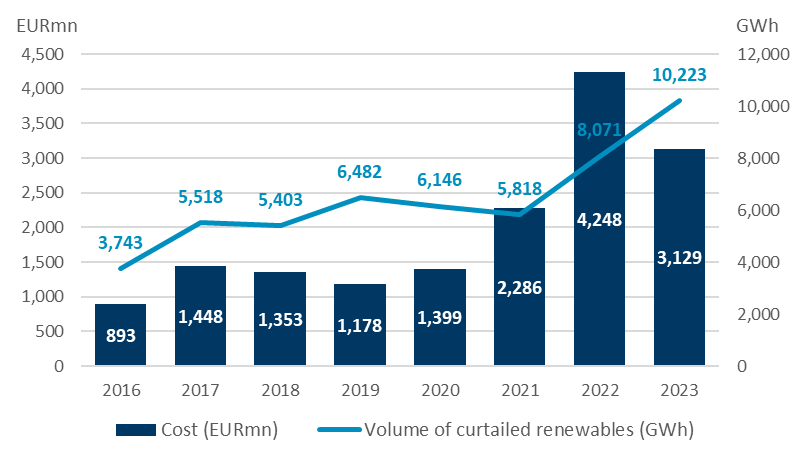 EURmn GWh
4,500 12,000
4,000 10,223 10,000
3,500 8,071
3,000 6,482 8,000
2,500 5,518 5,403 6,146 5,818
2,000 3,743 4,248 6,000
1,500 3,129 4,000
1,000 1,448 1,353 1,178 1,399 2,286 2,000
500 893
0 0
2016 2017 2018 2019 2020 2021 2022 2023
Cost (EURmn) Volume of curtailed renewables (GWh)